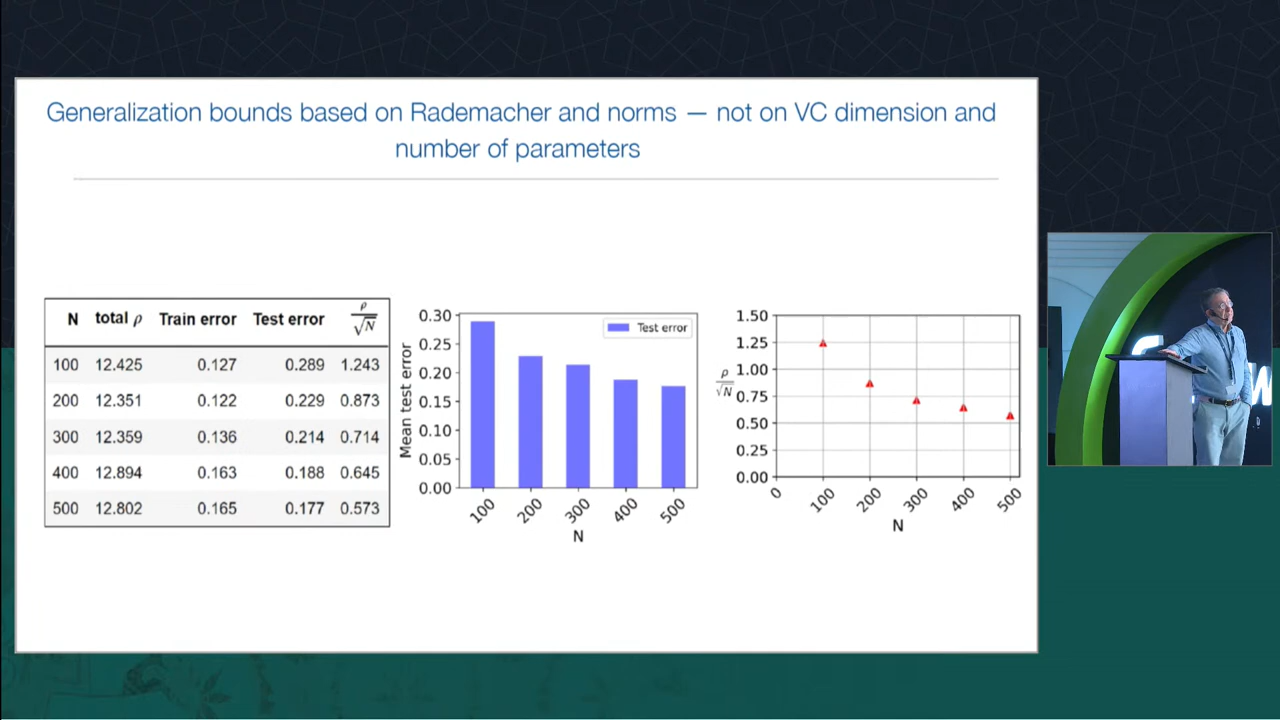 Generalization bounds based on Rademacher and norms — not on VC dimension and
number of parameters
N total ρ Train error Test error ρ/√N
100 12.425 0.127 0.289 1.243
200 12.351 0.122 0.229 0.873
300 12.359 0.136 0.214 0.714
400 12.894 0.163 0.188 0.645
500 12.802 0.165 0.177 0.573
Mean test error
0.30
0.25
0.20
0.15
0.10
0.05
0.00
Test error
100 200 300 400 500
N
ρ/√N
1.50
1.25
1.00
0.75
0.50
0.25
0.00
0 100 200 300 400 500
N